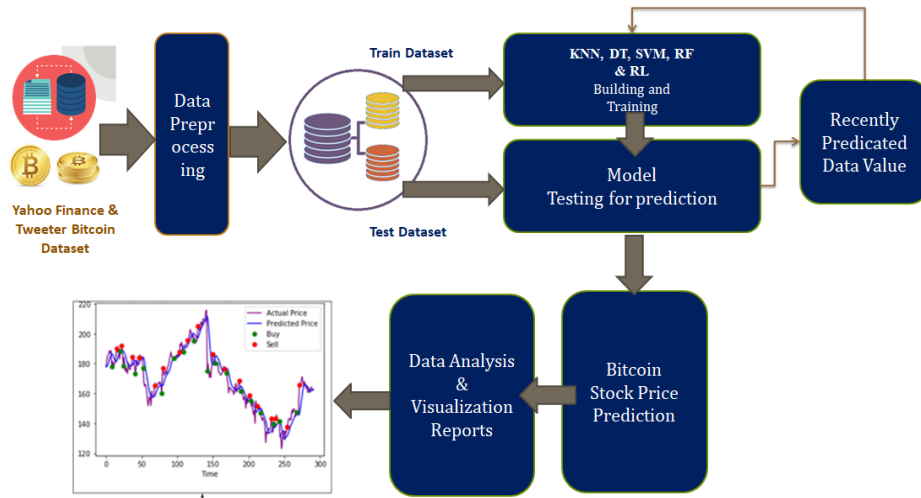 Yahoo Finance &
Tweeter Bitcoin
Dataset
Data
Prepr
ocess
ing
Train Dataset
Test Dataset
KNN, DT, SVM, RF
& RL
Building and
Training
Model
Testing for prediction
Recently
Predicated
Data Value
Bitcoin
Stock Price
Prediction
Data Analysis
&
Visualization
Reports
Actual Price
Predicted Price
Buy
Sell
220
200
180
160
140
120
0
50
100
150
200
250
300
Time